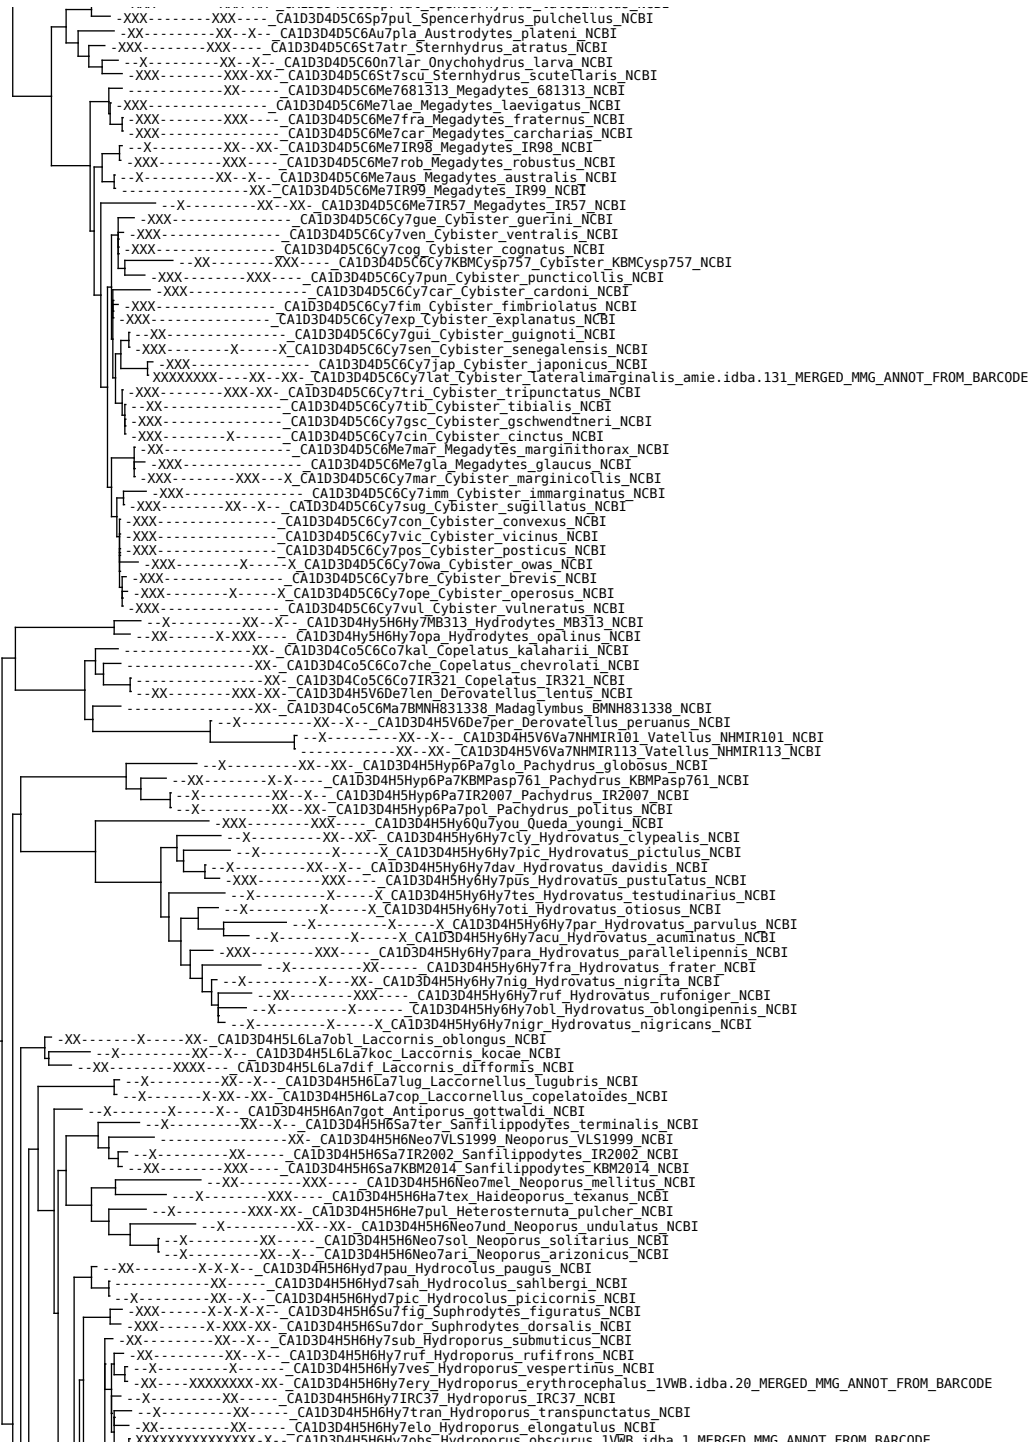 -XXX--------XXX----_CA1D3D4D5C6Sp7pul_Spencerhydrus_pulchellus_NCBI
-XX----------XX--X--_CA1D3D4D5C6Au7pla_Austrodytes_plateni_NCBI
-XXX--------XXX----_CA1D3D4D5C6St7atr_Sternhydrus_atratus_NCBI
--X---------XX--X--_CA1D3D4D5C6On7lar_Onychohydrus_larva_NCBI
-XXX--------XXX-XX-_CA1D3D4D5C6St7scu_Sternhydrus_scutellaris_NCBI
------------XX-----_CA1D3D4D5C6Me7681313_Megadytes_681313_NCBI
-XXX---------------_CA1D3D4D5C6Me7lae_Megadytes_laevigatus_NCBI
-XXX--------XXX----_CA1D3D4D5C6Me7fra_Megadytes_fraternus_NCBI
-XXX---------------_CA1D3D4D5C6Me7car_Megadytes_carcharias_NCBI
--X---------XX--XX-_CA1D3D4D5C6Me7IR98_Megadytes_IR98_NCBI
-XXX--------XXX----_CA1D3D4D5C6Me7rob_Megadytes_robustus_NCBI
--X---------XX--X--_CA1D3D4D5C6Me7aus_Megadytes_australis_NCBI
----------------XX-_CA1D3D4D5C6Me7IR99_Megadytes_IR99_NCBI
--X---------XX--XX-_CA1D3D4D5C6Me7IR57_Megadytes_IR57_NCBI
-XXX---------------_CA1D3D4D5C6Cy7gue_Cybister_guerini_NCBI
-XXX---------------_CA1D3D4D5C6Cy7ven_Cybister_ventralis_NCBI
-XXX---------------_CA1D3D4D5C6Cy7cog_Cybister_cognatus_NCBI
--XX--------XXX----_CA1D3D4D5C6Cy7KBMCysp757_Cybister_KBMCysp757_NCBI
-XXX--------XXX----_CA1D3D4D5C6Cy7pun_Cybister_puncticollis_NCBI
-XXX---------------_CA1D3D4D5C6Cy7car_Cybister_cardoni_NCBI
-XXX---------------_CA1D3D4D5C6Cy7fim_Cybister_fimbriolatus_NCBI
-XXX---------------_CA1D3D4D5C6Cy7exp_Cybister_explanatus_NCBI
--XX---------------_CA1D3D4D5C6Cy7gui_Cybister_guignoti_NCBI
-XXX--------X-----X_CA1D3D4D5C6Cy7sen_Cybister_senegalensis_NCBI
-XXX---------------_CA1D3D4D5C6Cy7jap_Cybister_japonicus_NCBI
XXXXXXXX----XX--XX-_CA1D3D4D5C6Cy7lat_Cybister_lateralimarginalis_amie.idba.131_MERGED_MMG_ANNOT_FROM_BARCODE
-XXX--------XXX-XX-_CA1D3D4D5C6Cy7tri_Cybister_tripunctatus_NCBI
--XX---------------_CA1D3D4D5C6Cy7tib_Cybister_tibialis_NCBI
-XXX---------------_CA1D3D4D5C6Cy7gsc_Cybister_gschwendtneri_NCBI
-XXX--------X------_CA1D3D4D5C6Cy7cin_Cybister_cinctus_NCBI
-XX----------------_CA1D3D4D5C6Me7mar_Megadytes_marginithorax_NCBI
-XXX---------------_CA1D3D4D5C6Me7gla_Megadytes_glaucus_NCBI
-XXX--------XXX---X_CA1D3D4D5C6Cy7mar_Cybister_marginicollis_NCBI
-XXX---------------_CA1D3D4D5C6Cy7imm_Cybister_immarginatus_NCBI
-XXX--------XX--X--_CA1D3D4D5C6Cy7sug_Cybister_sugillatus_NCBI
-XXX---------------_CA1D3D4D5C6Cy7con_Cybister_convexus_NCBI
-XXX---------------_CA1D3D4D5C6Cy7vic_Cybister_vicinus_NCBI
-XXX---------------_CA1D3D4D5C6Cy7pos_Cybister_posticus_NCBI
-XXX---------X-----X_CA1D3D4D5C6Cy7owa_Cybister_owas_NCBI
-XXX---------------_CA1D3D4D5C6Cy7bre_Cybister_brevis_NCBI
-XXX--------X-----X_CA1D3D4D5C6Cy7ope_Cybister_operosus_NCBI
-XXX---------------_CA1D3D4D5C6Cy7vul_Cybister_vulneratus_NCBI
--X---------XX--X--_CA1D3D4Hy5H6Hy7MB313_Hydrodytes_MB313_NCBI
--XX------X-XXX----_CA1D3D4Hy5H6Hy7opa_Hydrodytes_opalinus_NCBI
----------------XX-_CA1D3D4Co5C6Co7kal_Copelatus_kalaharii_NCBI
----------------XX-_CA1D3D4Co5C6Co7che_Copelatus_chevrolati_NCBI
----------------XX-_CA1D3D4Co5C6Co7IR321_Copelatus_IR321_NCBI
--XX--------XXX-XX-_CA1D3D4H5V6De7len_Derovatellus_lentus_NCBI
----------------XX-_CA1D3D4Co5C6Ma7BMNH831338_Madaglymbus_BMNH831338_NCBI
--X---------XX--X--_CA1D3D4H5V6De7per_Derovatellus_peruanus_NCBI
--X---------XX--X--_CA1D3D4H5V6Va7NHMIR101_Vatellus_NHMIR101_NCBI
------------XX--XX-_CA1D3D4H5V6Va7NHMIR113_Vatellus_NHMIR113_NCBI
--X---------XX--XX-_CA1D3D4H5Hyp6Pa7glo_Pachydrus_globosus_NCBI
--XX--------X-X----_CA1D3D4H5Hyp6Pa7KBMPasp761_Pachydrus_KBMPasp761_NCBI
--X---------XX--X--_CA1D3D4H5Hyp6Pa7IR2007_Pachydrus_IR2007_NCBI
--X---------XX--XX-_CA1D3D4H5Hyp6Pa7pol_Pachydrus_politus_NCBI
-XXX--------XXX----_CA1D3D4H5Hy6Qu7you_Queda_youngi_NCBI
--X---------XX--XX-_CA1D3D4H5Hy6Hy7cly_Hydrovatus_clypealis_NCBI
--X---------X-----X_CA1D3D4H5Hy6Hy7pic_Hydrovatus_pictulus_NCBI
--X---------XX--X--_CA1D3D4H5Hy6Hy7dav_Hydrovatus_davidis_NCBI
-XXX--------XXX----_CA1D3D4H5Hy6Hy7pus_Hydrovatus_pustulatus_NCBI
--X---------X-----X_CA1D3D4H5Hy6Hy7tes_Hydrovatus_testudinarius_NCBI
--X---------X-----X_CA1D3D4H5Hy6Hy7oti_Hydrovatus_otiosus_NCBI
--X---------X-----X_CA1D3D4H5Hy6Hy7par_Hydrovatus_parvulus_NCBI
--X---------X-----X_CA1D3D4H5Hy6Hy7acu_Hydrovatus_acuminatus_NCBI
-XXX--------XXX----_CA1D3D4H5Hy6Hy7para_Hydrovatus_parallelipennis_NCBI
--X---------XX-----_CA1D3D4H5Hy6Hy7fra_Hydrovatus_frater_NCBI
--X---------X---XX-_CA1D3D4H5Hy6Hy7nig_Hydrovatus_nigrita_NCBI
--XX--------XXX----_CA1D3D4H5Hy6Hy7ruf_Hydrovatus_rufoniger_NCBI
--X---------X------_CA1D3D4H5Hy6Hy7obl_Hydrovatus_oblongipennis_NCBI
--X---------X-----X_CA1D3D4H5Hy6Hy7nigr_Hydrovatus_nigricans_NCBI
-XX-------X-----XX-_CA1D3D4H5L6La7obl_Laccornis_oblongus_NCBI
--X---------XX--X--_CA1D3D4H5L6La7koc_Laccornis_kocae_NCBI
--XX--------XXXX---_CA1D3D4H5L6La7dif_Laccornis_difformis_NCBI
--X---------XX--X--_CA1D3D4H5H6La7lug_Laccornellus_lugubris_NCBI
--X-------X-XX--XX-_CA1D3D4H5H6La7cop_Laccornellus_copelatoides_NCBI
--X-------X-----X--_CA1D3D4H5H6An7got_Antiporus_gottwaldi_NCBI
--X---------XX--X--_CA1D3D4H5H6Sa7ter_Sanfilippodytes_terminalis_NCBI
----------------XX-_CA1D3D4H5H6Neo7VLS1999_Neoporus_VLS1999_NCBI
--X---------XX-----_CA1D3D4H5H6Sa7IR2002_Sanfilippodytes_IR2002_NCBI
--XX--------XXX----_CA1D3D4H5H6Sa7KBM2014_Sanfilippodytes_KBM2014_NCBI
--XX--------XXX----_CA1D3D4H5H6Neo7mel_Neoporus_mellitus_NCBI
---X--------XXX----_CA1D3D4H5H6Ha7tex_Haideoporus_texanus_NCBI
--X---------XXX-XX-_CA1D3D4H5H6He7pul_Heterosternuta_pulcher_NCBI
--X---------XX--XX-_CA1D3D4H5H6Neo7und_Neoporus_undulatus_NCBI
--X---------XX-----_CA1D3D4H5H6Neo7sol_Neoporus_solitarius_NCBI
--X---------XX--X--_CA1D3D4H5H6Neo7ari_Neoporus_arizonicus_NCBI
--XX--------X-X-X--_CA1D3D4H5H6Hyd7pau_Hydrocolus_paugus_NCBI
------------XX-----_CA1D3D4H5H6Hyd7sah_Hydrocolus_sahlbergi_NCBI
--X---------XX--X--_CA1D3D4H5H6Hyd7pic_Hydrocolus_picicornis_NCBI
-XXX------X-X-X-X--_CA1D3D4H5H6Su7fig_Suphrodytes_figuratus_NCBI
-XXX------X-XXX-XX-_CA1D3D4H5H6Su7dor_Suphrodytes_dorsalis_NCBI
-XX---------XX--X--_CA1D3D4H5H6Hy7sub_Hydroporus_submuticus_NCBI
-XX---------XX--X--_CA1D3D4H5H6Hy7ruf_Hydroporus_rufifrons_NCBI
--X---------X------_CA1D3D4H5H6Hy7ves_Hydroporus_vespertinus_NCBI
-XX----XXXXXXXX-XX-_CA1D3D4H5H6Hy7ery_Hydroporus_erythrocephalus_1VWB.idba.20_MERGED_MMG_ANNOT_FROM_BARCODE
--X---------XX-----_CA1D3D4H5H6Hy7IRC37_Hydroporus_IRC37_NCBI
--X---------XX-----_CA1D3D4H5H6Hy7tran_Hydroporus_transpunctatus_NCBI
-XX---------XX-----_CA1D3D4H5H6Hy7elo_Hydroporus_elongatulus_NCBI
XXXXXXXXXXXXXXX-X--_CA1D3D4H5H6Hy7obs_Hydroporus_obscurus_1VWB.idba.1_MERGED_MMG_ANNOT_FROM_BARCODE